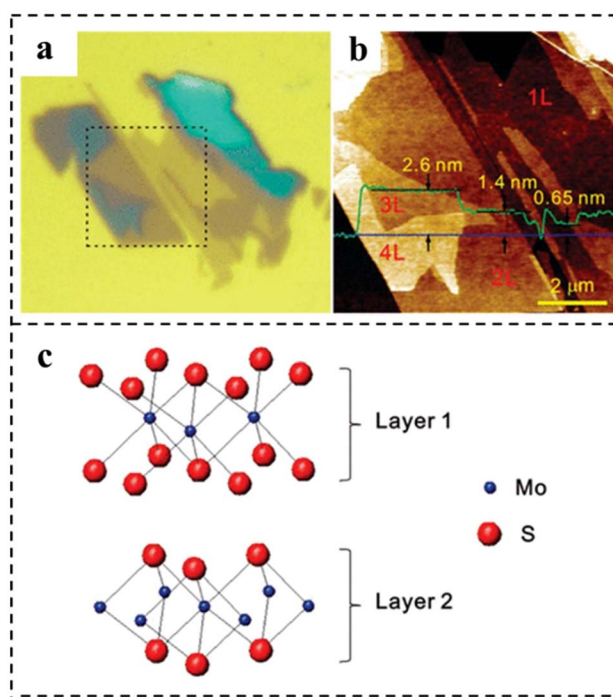 a
b
1L
2.6 nm
1.4 nm
0.65 nm
3L
4L
2L
2 μm
c
Layer 1
Mo
S
Layer 2